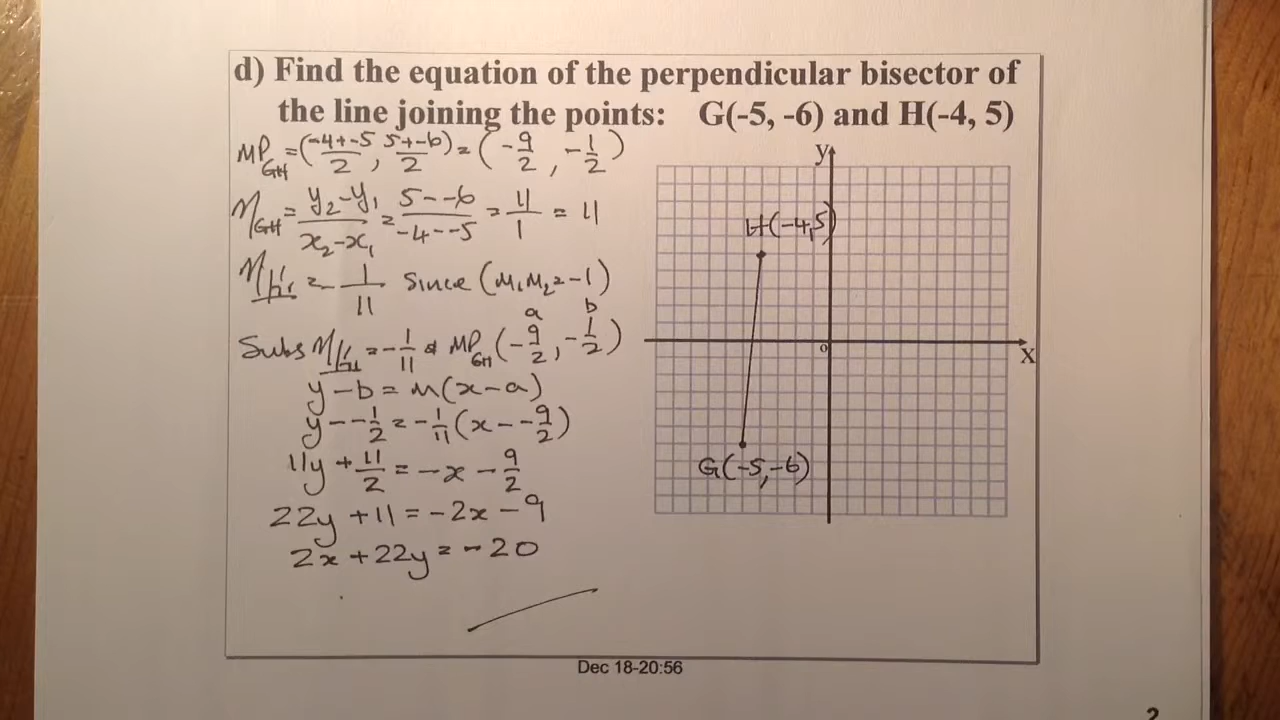 d) Find the equation of the perpendicular bisector of
the line joining the points: G(-5, -6) and H(-4, 5)
MP_GH = (-4+-5/2, 5+-6/2) = (-9/2, -1/2)
M_GH = y₂-y₁/x₂-x₁ = 5--6/-4--5 = 11/1 = 11
= -1/11 Since (M₁M₂=-1)
a b
Subs = -1/11 & MP_GH (-9/2, -1/2)
y-b = m(x-a)
y--1/2 = -1/11(x--9/2)
11y + 11/2 = -x - 9/2
22y + 11 = -2x - 9
2x + 22y = -20
y
H(-4,5)
o
x
G(-5,-6)
Dec 18-20:56
2